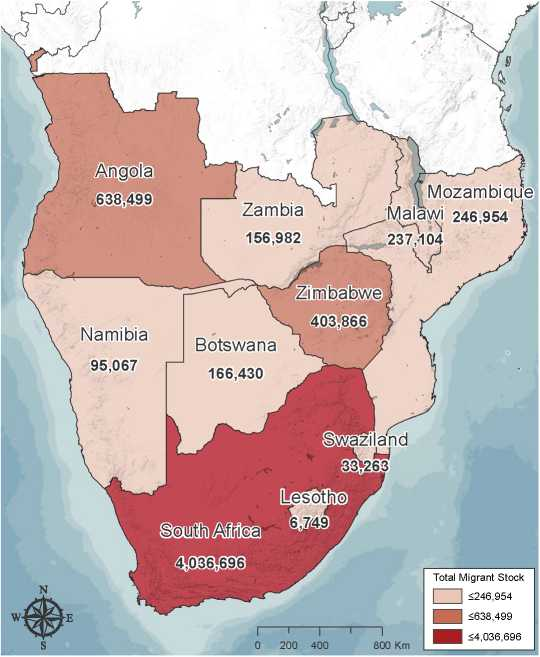 Angola
638,499
Zambia
156,982
Malawi
237,104
Mozambique
246,954
Zimbabwe
403,866
Namibia
95,067
Botswana
166,430
Swaziland
33,263
Lesotho
6,749
South Africa
4,036,696
N
W
E
S
0 200 400 800 Km
Total Migrant Stock
≤246,954
≤638,499
≤4,036,696